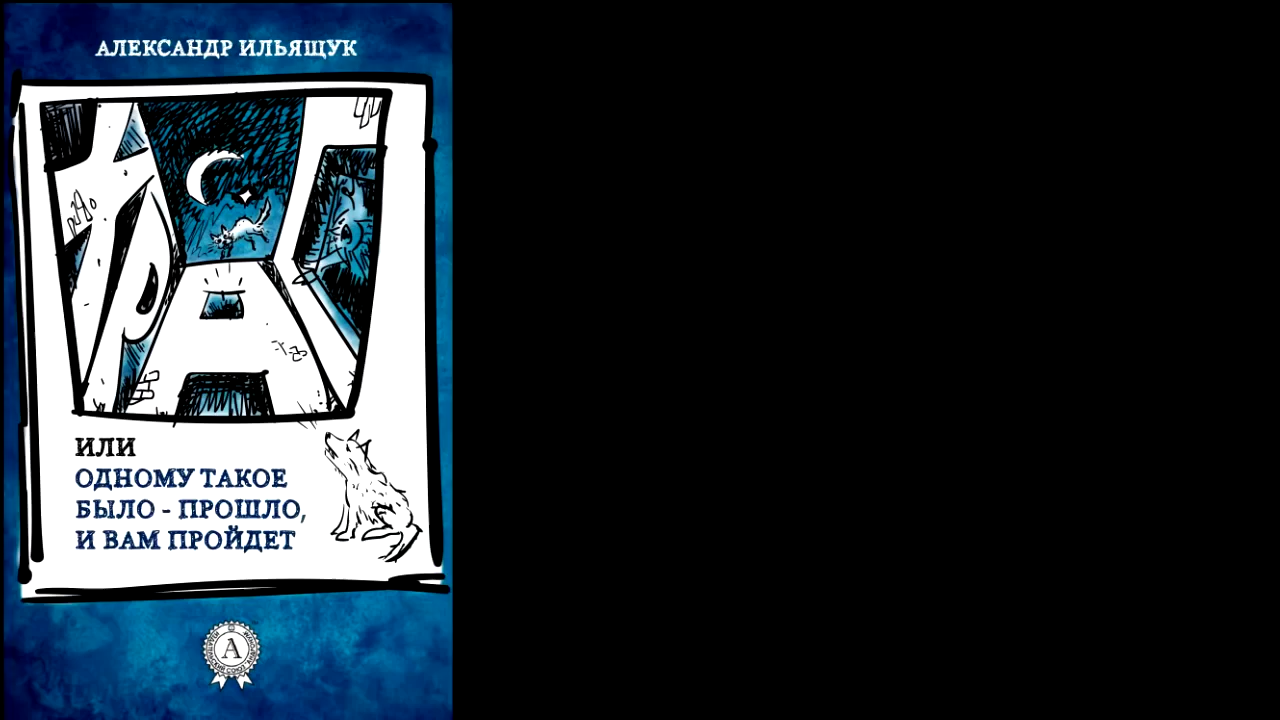 АЛЕКСАНДР ИЛЬЯЩУК
ИЛИ
ОДНОМУ ТАКОЕ
БЫЛО - ПРОШЛО,
И ВАМ ПРОЙДЕТ
А